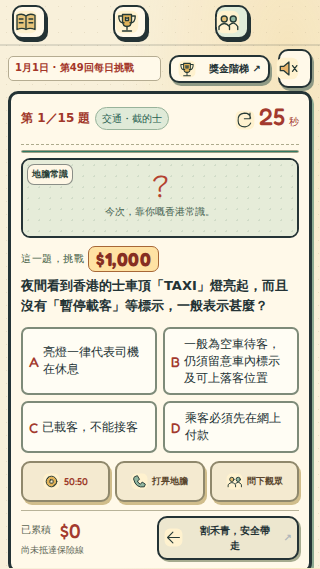 1月1日 · 第49回每日挑戰
獎金階梯 ↗
第 1／15 題
交通 · 截的士
25 秒
地膽常識
?
今次，靠你嘅香港常識。
這一題，挑戰 $1,000
夜間看到香港的士車頂「TAXI」燈亮起，而且
沒有「暫停載客」等標示，一般表示甚麼？
A 亮燈一律代表司機
在休息
B 一般為空車待客，
仍須留意車內標示
及可上落客位置
C 已載客，不能接客
D 乘客必須先在網上
付款
50:50
打畀地膽
問下觀眾
已累積 $0
尚未抵達保險線
割禾青，安全帶
走
↗